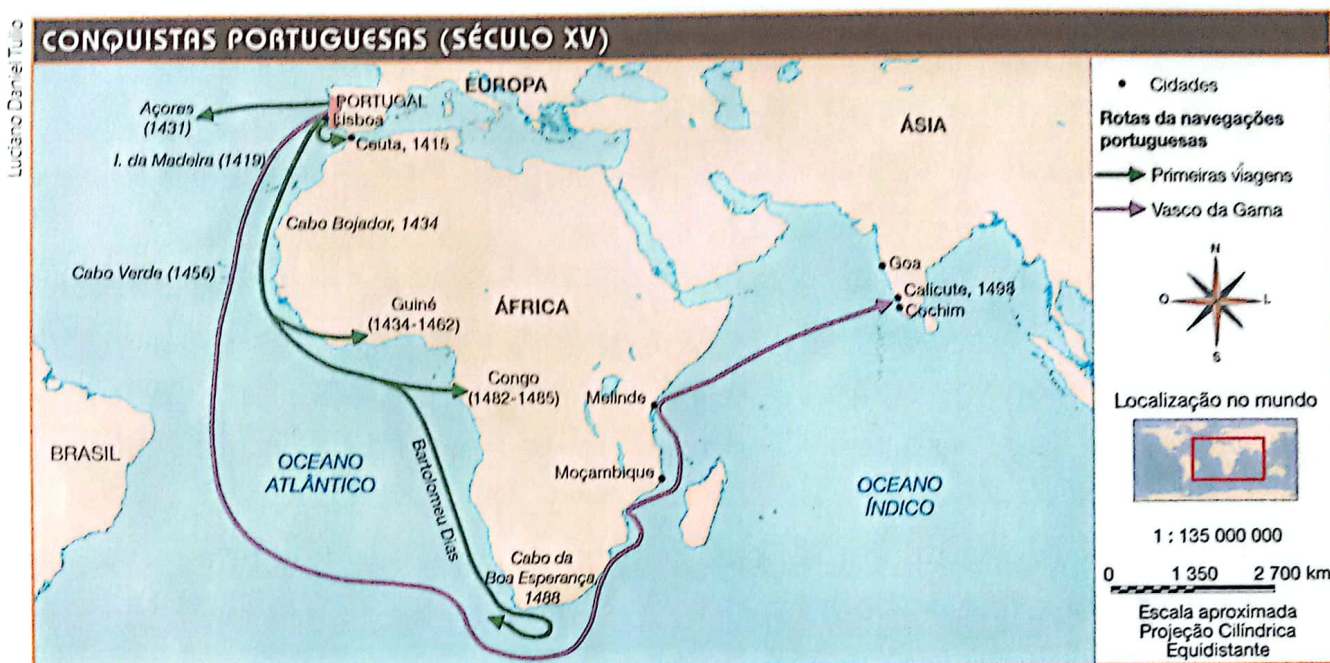 Luciano Daniel Tulio
CONQUISTAS PORTUGUESAS (SÉCULO XV)
EUROPA
ÁSIA
Açores
(1431)
PORTUGAL
Lisboa
Ceuta, 1415
I. da Madeira (1419)
Cabo Bojador, 1434
Cabo Verde (1456)
Guiné
(1434-1462)
ÁFRICA
Goa
Calicute, 1498
Cochim
Congo
(1482-1485)
Melinde
BRASIL
OCEANO
ATLÂNTICO
Bartolomeu Dias
Moçambique
OCEANO
ÍNDICO
Cabo da
Boa Esperança,
1488
Cidades
Rotas da navegações
portuguesas
Primeiras viagens
Vasco da Gama
N
O
L
S
Localização no mundo
1 : 135 000 000
0 1 350 2 700 km
Escala aproximada
Projeção Cilíndrica
Equidistante